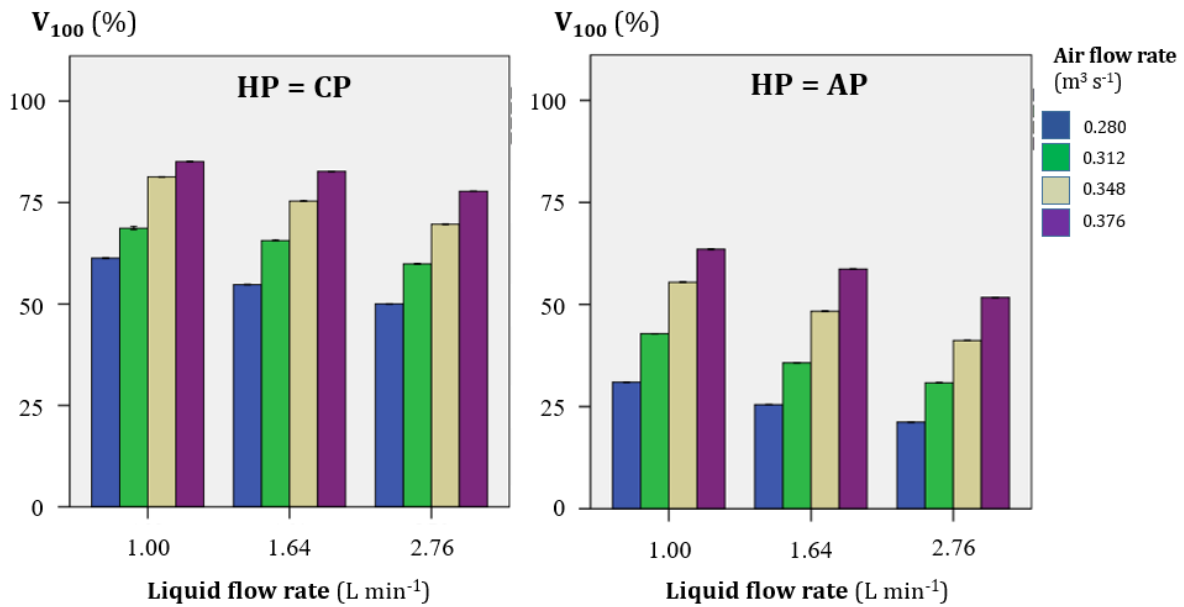 V₁₀₀ (%)
HP = CP
100
75
50
25
0
1.00 1.64 2.76
Liquid flow rate (L min⁻¹)
V₁₀₀ (%)
HP = AP
100
75
50
25
0
1.00 1.64 2.76
Liquid flow rate (L min⁻¹)
Air flow rate
(m³ s⁻¹)
0.280
0.312
0.348
0.376